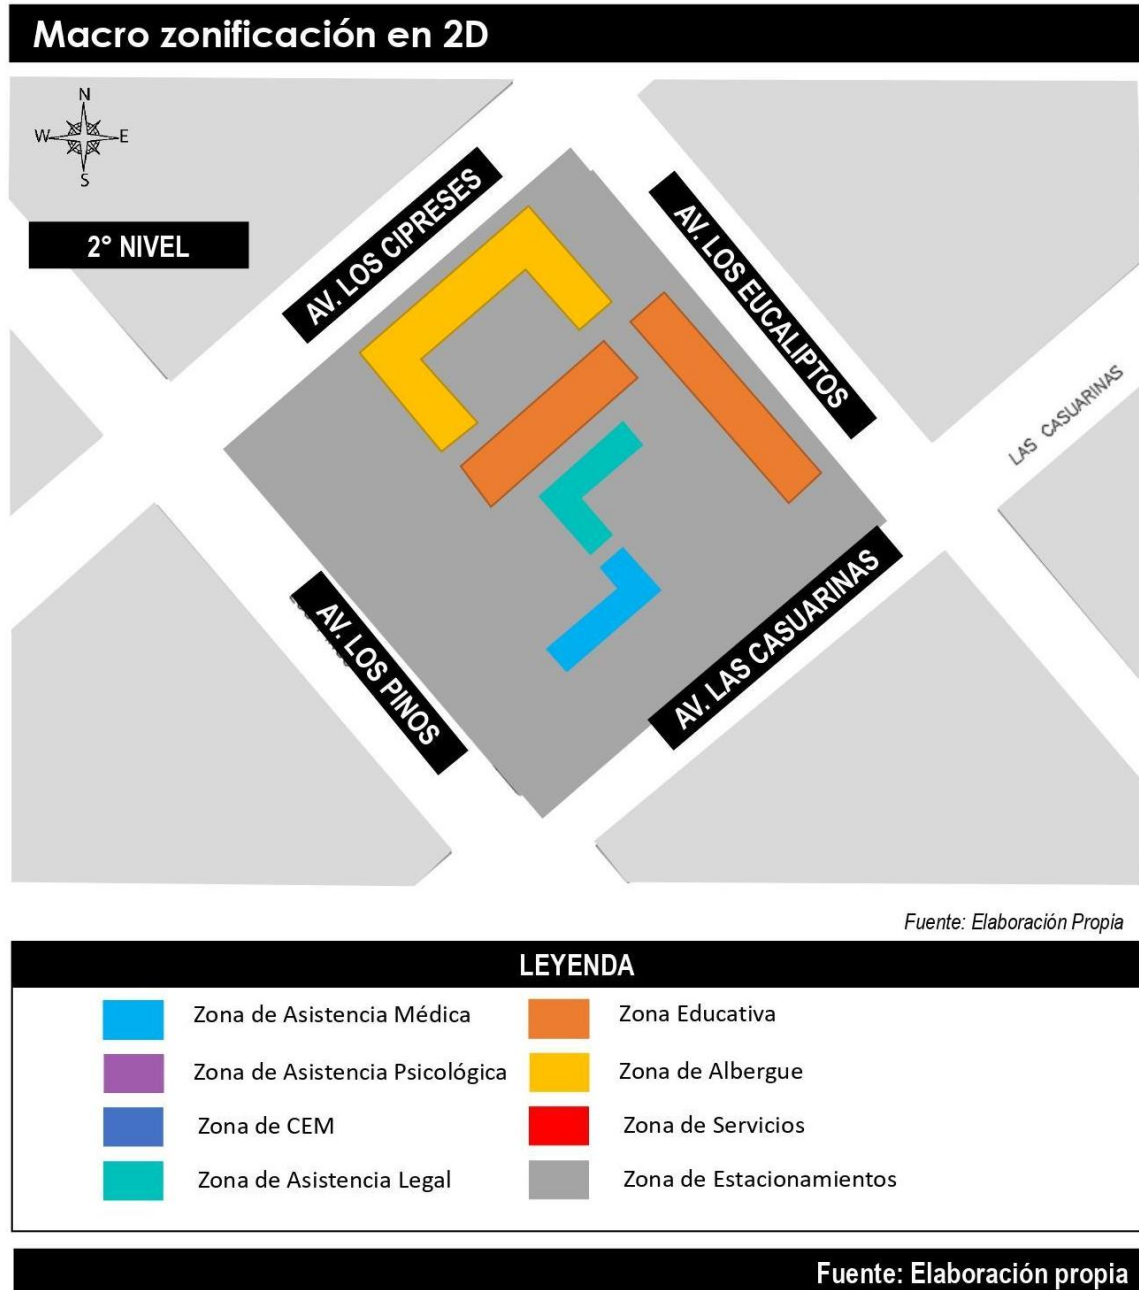 Macro zonificación en 2D
N
W E
S
2° NIVEL
AV. LOS CIPRESES
AV. LOS EUCALIPTOS
LAS CASUARINAS
AV. LOS PINOS
AV. LAS CASUARINAS
Fuente: Elaboración Propia
LEYENDA
Zona de Asistencia Médica
Zona Educativa
Zona de Asistencia Psicológica
Zona de Albergue
Zona de CEM
Zona de Servicios
Zona de Asistencia Legal
Zona de Estacionamientos
Fuente: Elaboración propia